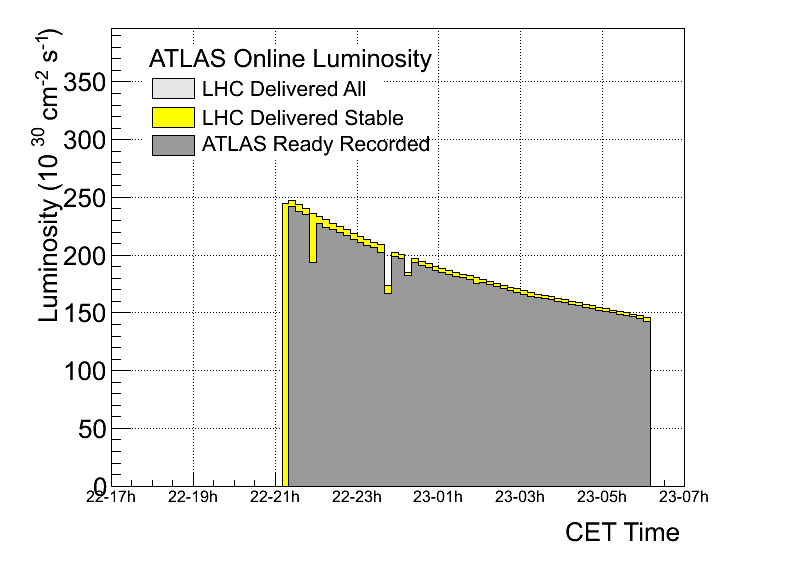 ATLAS Online Luminosity
LHC Delivered All
LHC Delivered Stable
ATLAS Ready Recorded
Luminosity (10³⁰ cm⁻² s⁻¹)
350
300
250
200
150
100
50
0
22-17h 22-19h 22-21h 22-23h 23-01h 23-03h 23-05h 23-07h
CET Time